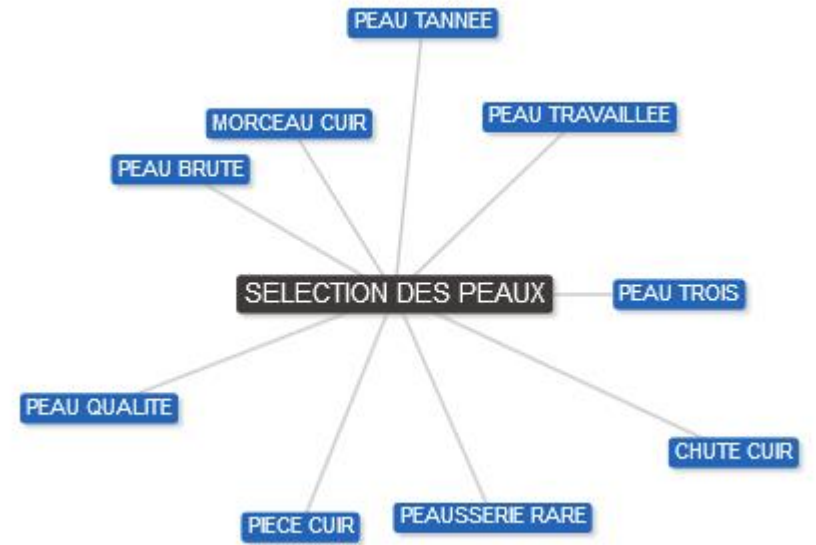 PEAU TANNEE
PEAU TRAVAILLEE
MORCEAU CUIR
PEAU BRUTE
SELECTION DES PEAUX
PEAU TROIS
PEAU QUALITE
CHUTE CUIR
PEAUSSERIE RARE
PIECE CUIR